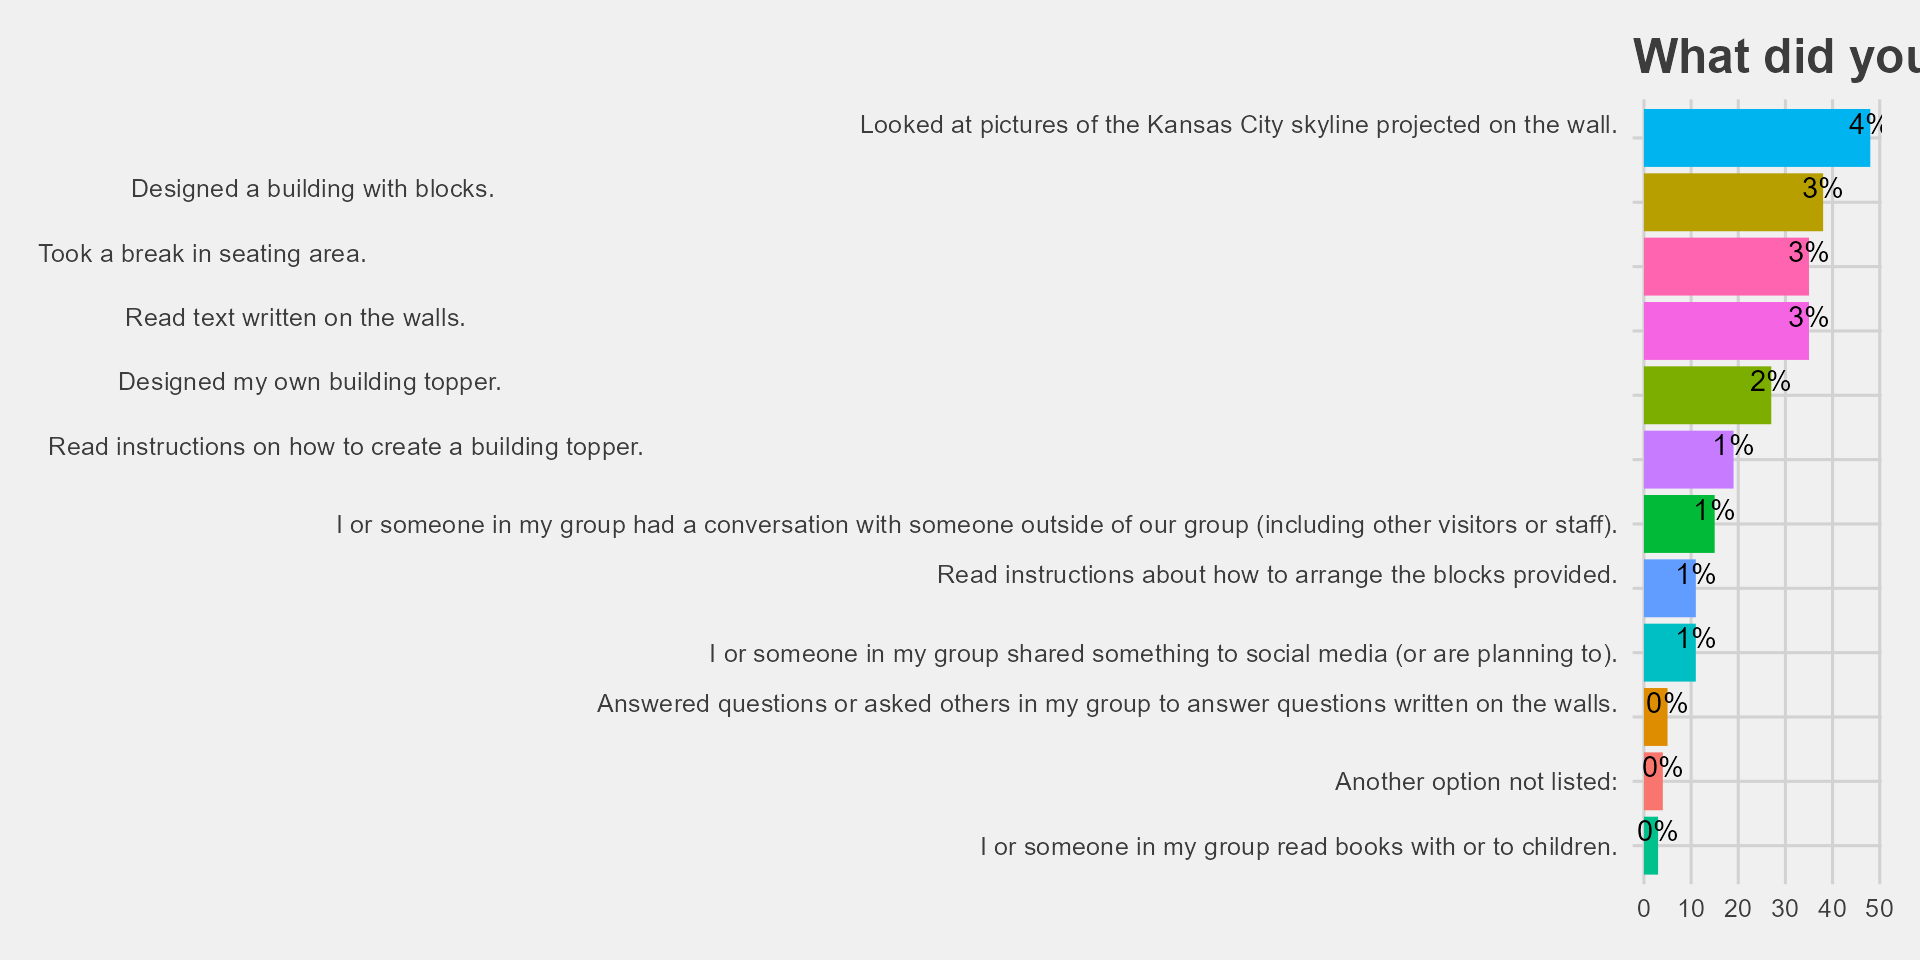 What did you
Looked at pictures of the Kansas City skyline projected on the wall. 4%
Designed a building with blocks. 3%
Took a break in seating area. 3%
Read text written on the walls. 3%
Designed my own building topper. 2%
Read instructions on how to create a building topper. 1%
I or someone in my group had a conversation with someone outside of our group (including other visitors or staff). 1%
Read instructions about how to arrange the blocks provided. 1%
I or someone in my group shared something to social media (or are planning to). 1%
Answered questions or asked others in my group to answer questions written on the walls. 0%
Another option not listed: 0%
I or someone in my group read books with or to children. 0%
0 10 20 30 40 50